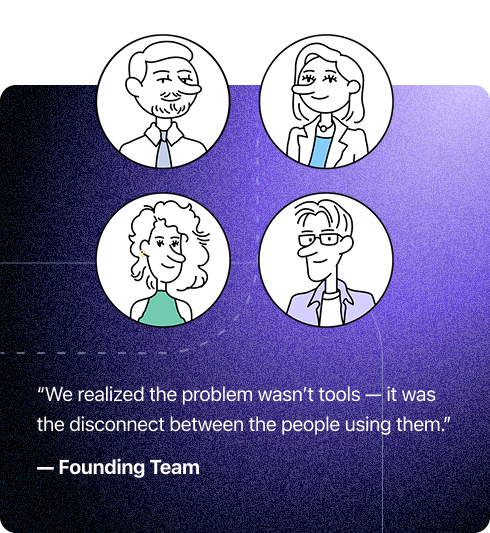 “We realized the problem wasn’t tools — it was
the disconnect between the people using them.”
— Founding Team